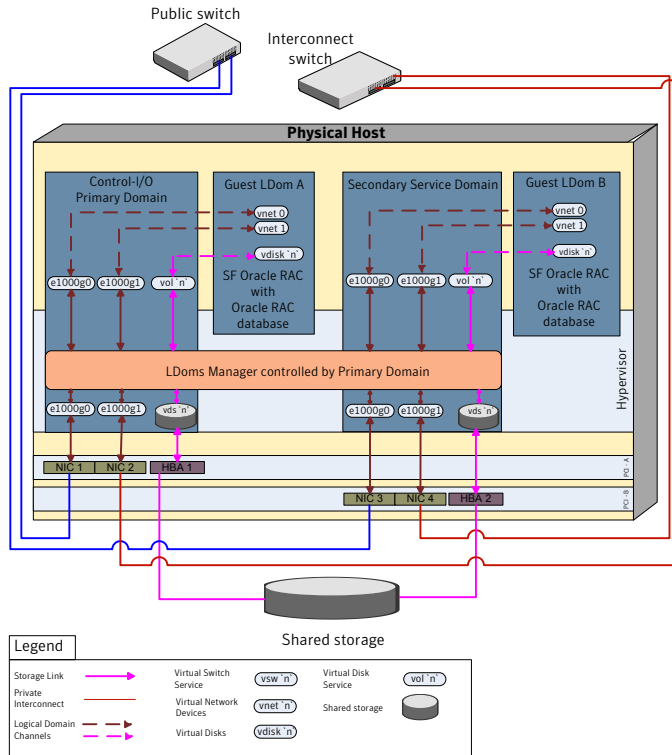 Public switch
Interconnect
switch
Physical Host
Control-I/O
Primary Domain
Guest LDom A
vnet 0
vnet 1
vdisk `n`
SF Oracle RAC
with
Oracle RAC
database
e1000g0
e1000g1
vol `n`
Secondary Service Domain
Guest LDom B
vnet 0
vnet 1
vdisk `n`
SF Oracle RAC
with
Oracle RAC
database
e1000g0
e1000g1
vol `n`
LDoms Manager controlled by Primary Domain
Hypervisor
e1000g0
e1000g1
vds `n`
e1000g0
e1000g1
vds `n`
NIC 1
NIC 2
HBA 1
PCI - A
NIC 3
NIC 4
HBA 2
PCI - B
Shared storage
Legend
Storage Link
Private
Interconnect
Logical Domain
Channels
Virtual Switch
Service
vsw `n`
Virtual Network
Devices
vnet `n`
Virtual Disks
vdisk `n`
Virtual Disk
Service
vol `n`
Shared storage